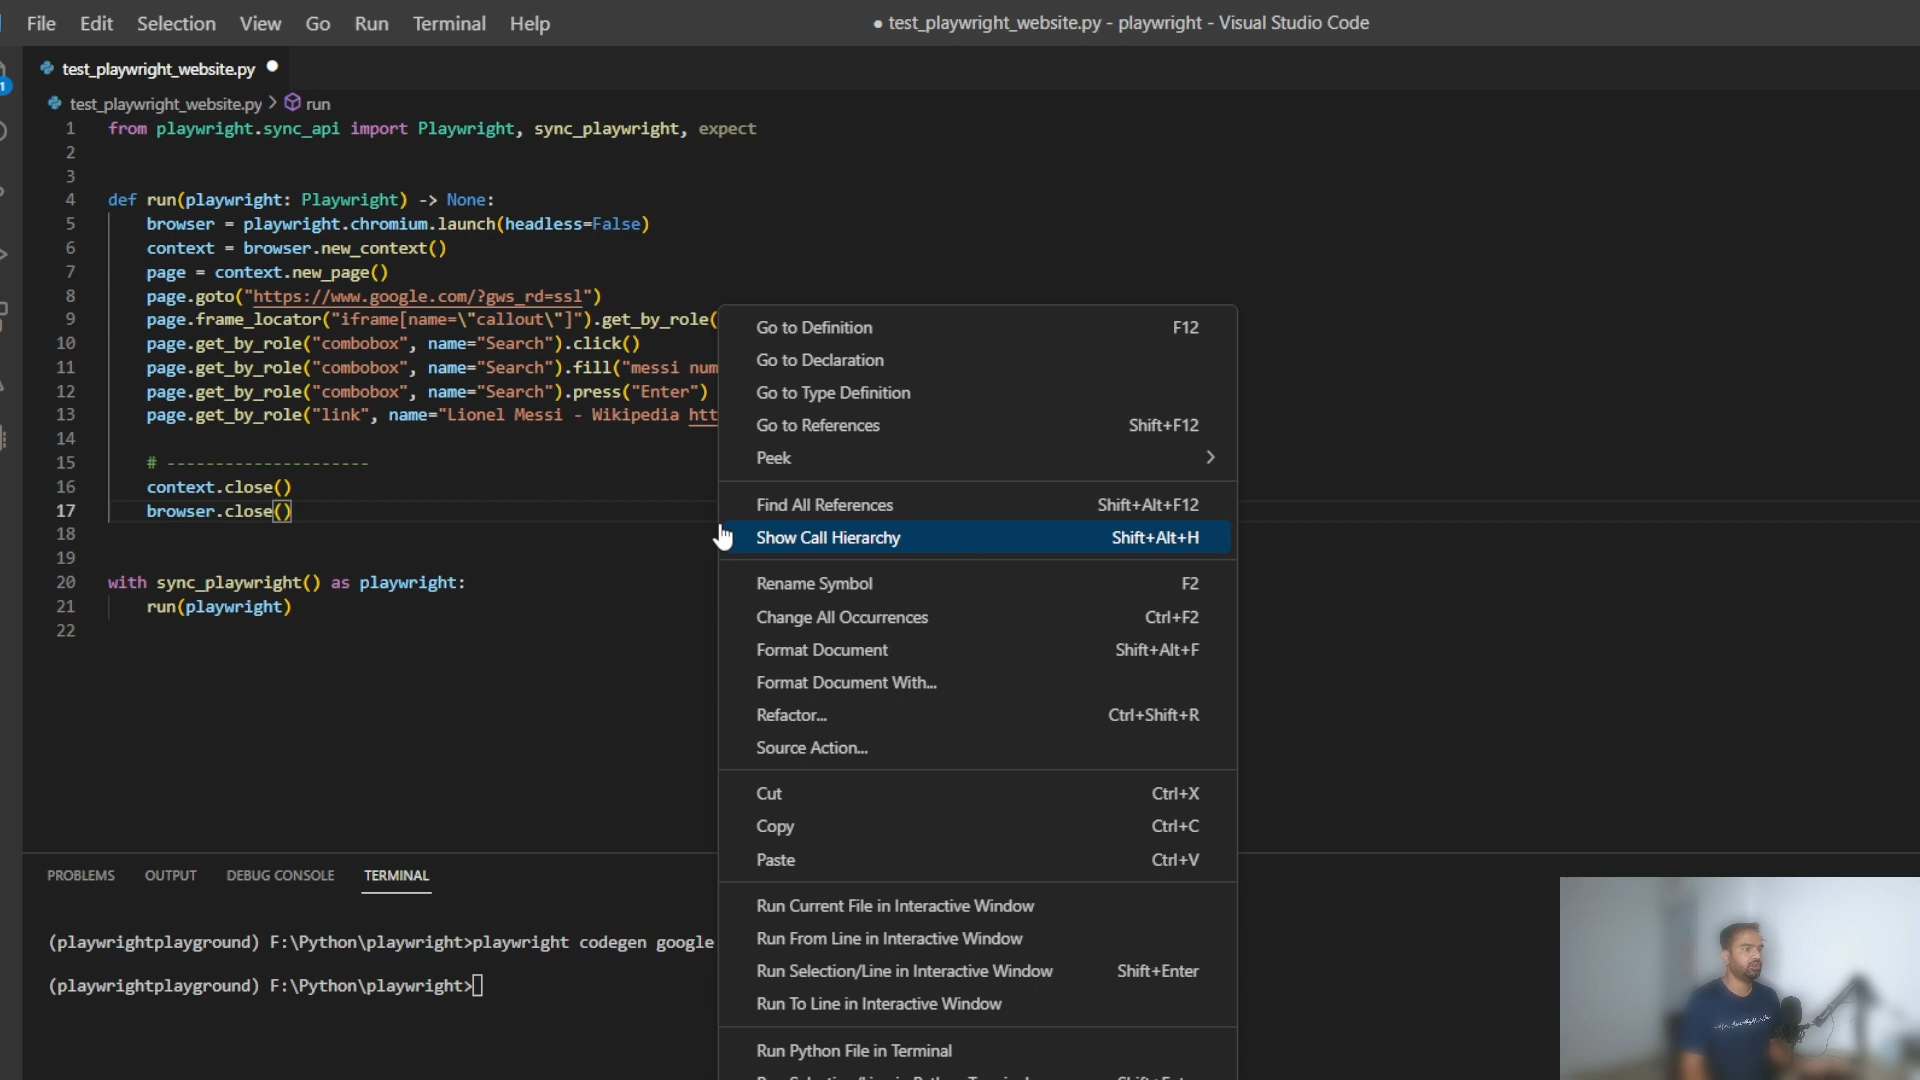 File Edit Selection View Go Run Terminal Help
● test_playwright_website.py - playwright - Visual Studio Code
1
test_playwright_website.py ●
test_playwright_website.py > run
1 from playwright.sync_api import Playwright, sync_playwright, expect
2
3
4 def run(playwright: Playwright) -> None:
5 browser = playwright.chromium.launch(headless=False)
6 context = browser.new_context()
7 page = context.new_page()
8 page.goto("https://www.google.com/?gws_rd=ssl")
9 page.frame_locator("iframe[name=\"callout\"]").get_by_role(
10 page.get_by_role("combobox", name="Search").click()
11 page.get_by_role("combobox", name="Search").fill("messi num
12 page.get_by_role("combobox", name="Search").press("Enter")
13 page.get_by_role("link", name="Lionel Messi - Wikipedia htt
14
15 # ---------------------
16 context.close()
17 browser.close()
18
19
20 with sync_playwright() as playwright:
21 run(playwright)
22
Go to Definition F12
Go to Declaration
Go to Type Definition
Go to References Shift+F12
Peek >
Find All References Shift+Alt+F12
Show Call Hierarchy Shift+Alt+H
Rename Symbol F2
Change All Occurrences Ctrl+F2
Format Document Shift+Alt+F
Format Document With...
Refactor... Ctrl+Shift+R
Source Action...
Cut Ctrl+X
Copy Ctrl+C
Paste Ctrl+V
Run Current File in Interactive Window
Run From Line in Interactive Window
Run Selection/Line in Interactive Window Shift+Enter
Run To Line in Interactive Window
Run Python File in Terminal
PROBLEMS OUTPUT DEBUG CONSOLE TERMINAL
(playwrightplayground) F:\Python\playwright>playwright codegen google
(playwrightplayground) F:\Python\playwright>